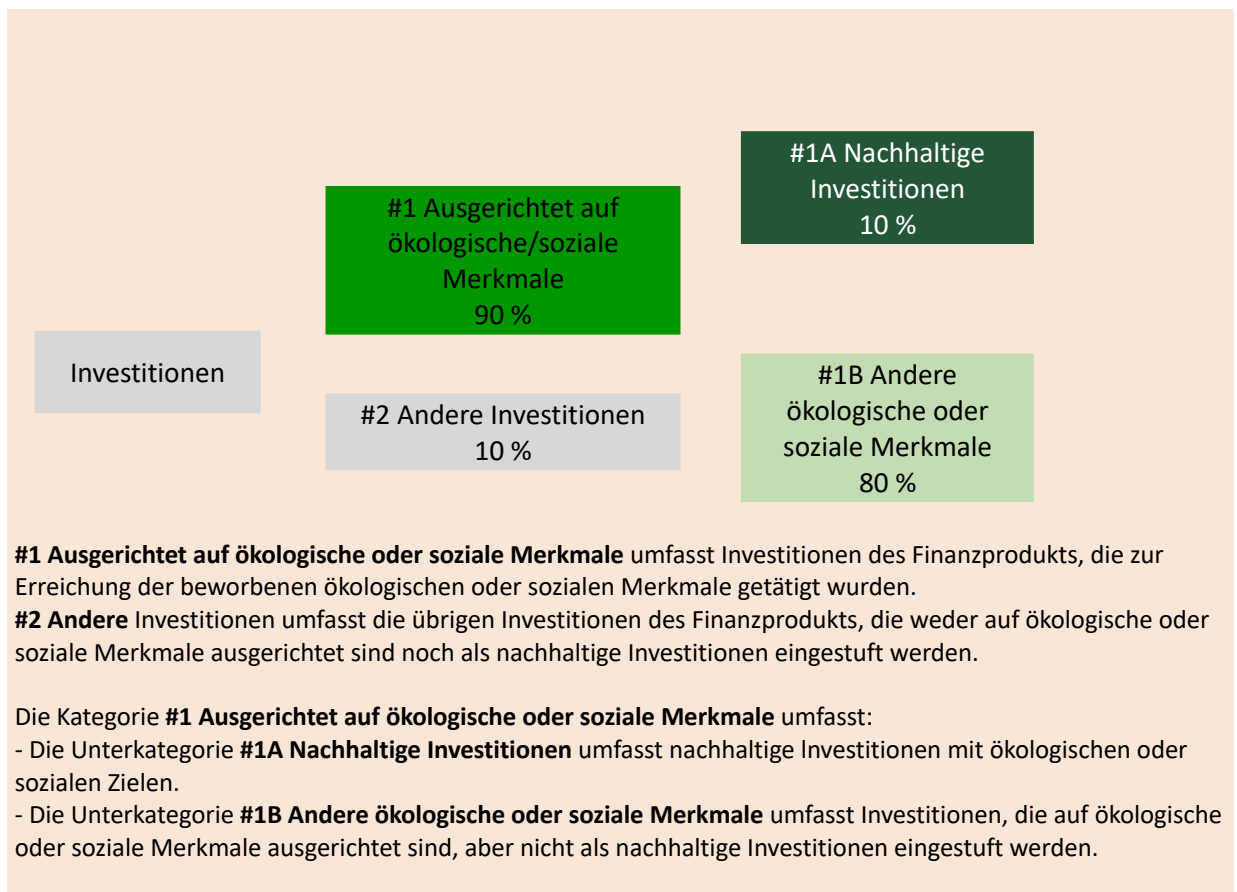 #1A Nachhaltige
Investitionen
10 %
#1 Ausgerichtet auf
ökologische/soziale
Merkmale
90 %
Investitionen
#2 Andere Investitionen
10 %
#1B Andere
ökologische oder
soziale Merkmale
80 %
#1 Ausgerichtet auf ökologische oder soziale Merkmale umfasst Investitionen des Finanzprodukts, die zur
Erreichung der beworbenen ökologischen oder sozialen Merkmale getätigt wurden.
#2 Andere Investitionen umfasst die übrigen Investitionen des Finanzprodukts, die weder auf ökologische oder
soziale Merkmale ausgerichtet sind noch als nachhaltige Investitionen eingestuft werden.
Die Kategorie #1 Ausgerichtet auf ökologische oder soziale Merkmale umfasst:
- Die Unterkategorie #1A Nachhaltige Investitionen umfasst nachhaltige Investitionen mit ökologischen oder
sozialen Zielen.
- Die Unterkategorie #1B Andere ökologische oder soziale Merkmale umfasst Investitionen, die auf ökologische
oder soziale Merkmale ausgerichtet sind, aber nicht als nachhaltige Investitionen eingestuft werden.